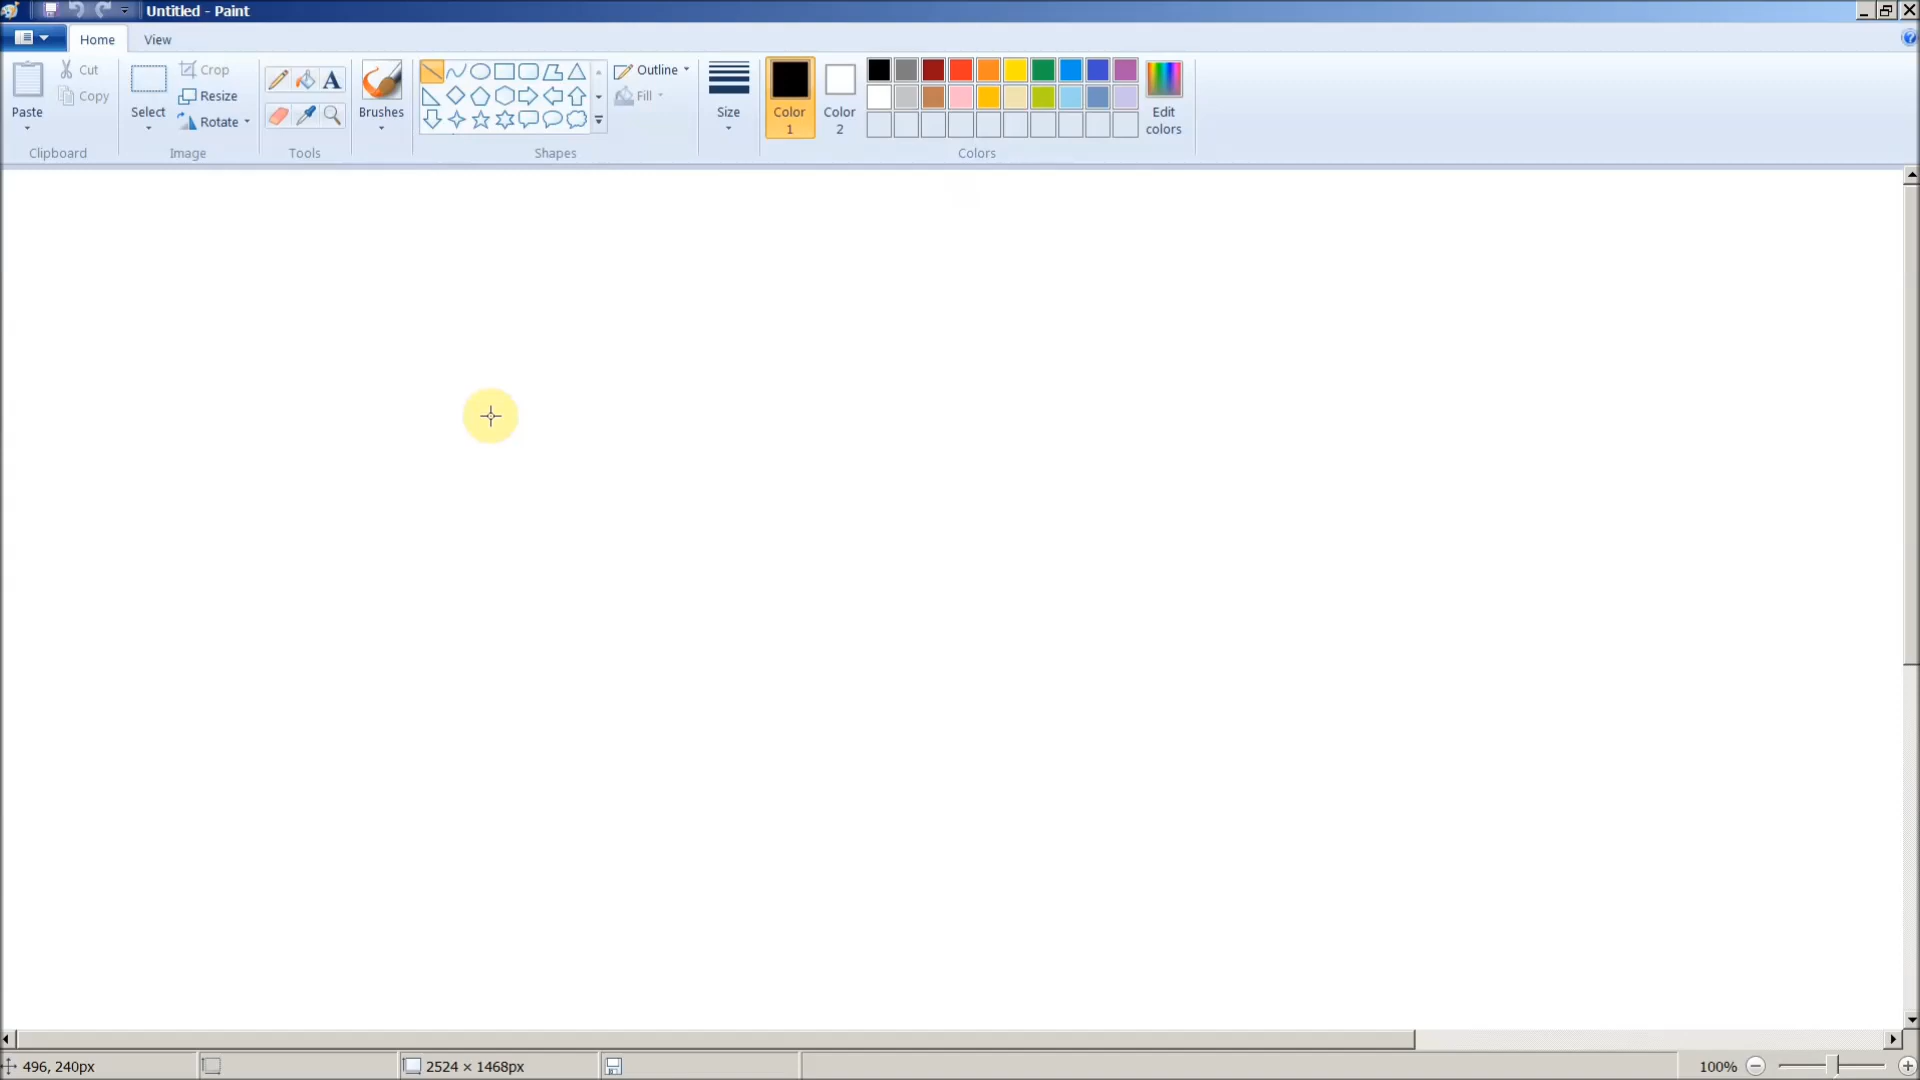 Untitled - Paint
Home View
Paste
Cut
Copy
Clipboard
Select
Crop
Resize
Rotate
Image
A
Tools
Brushes
Shapes
Outline
Fill
Size
Color
1
Color
2
Edit
colors
Colors
496, 240px
2524 × 1468px
100%